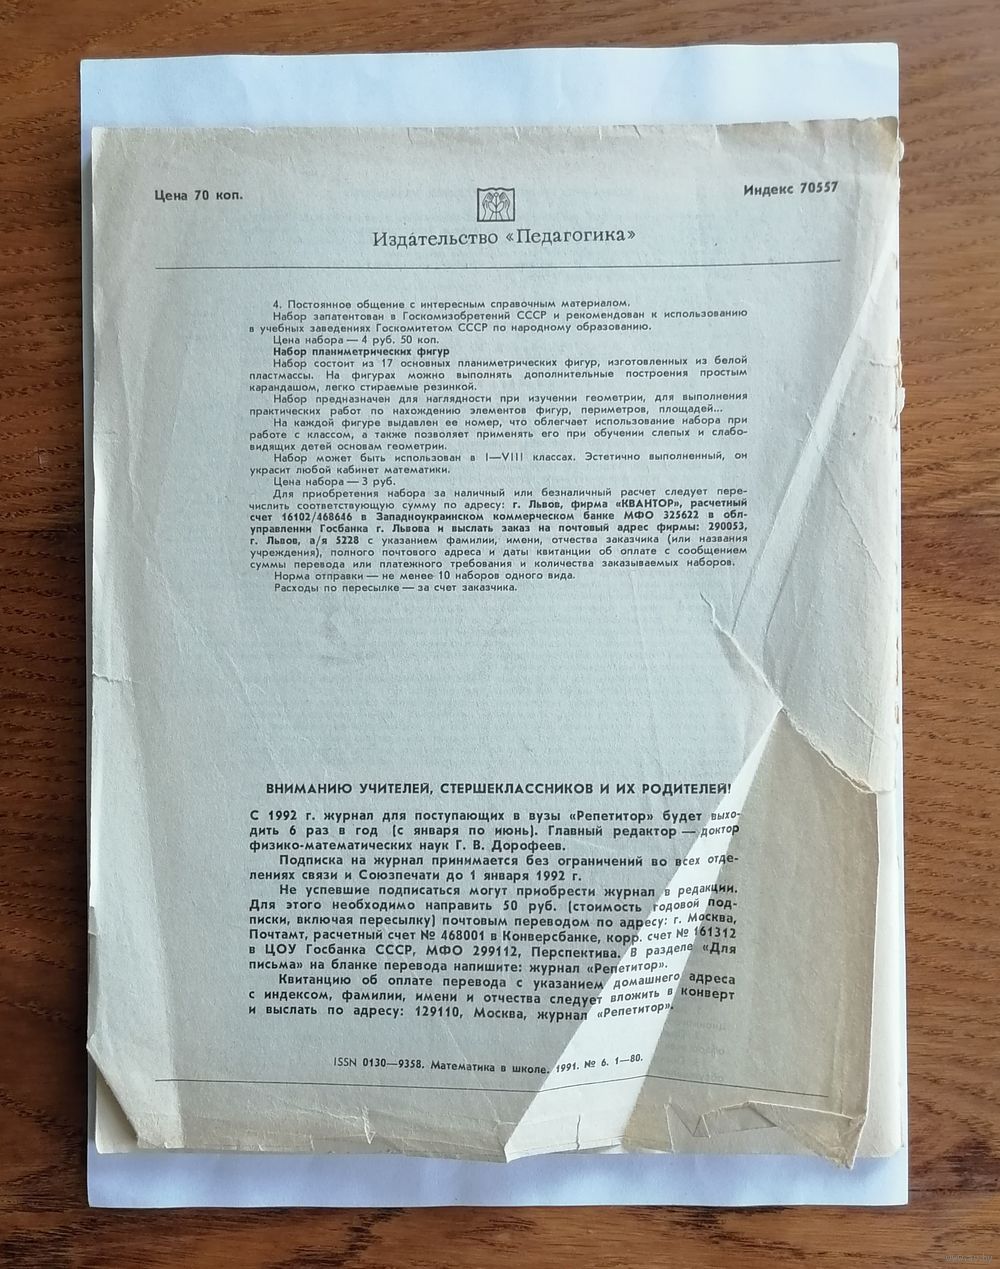 Цена 70 коп.
Индекс 70557
Издательство «Педагогика»
4. Постоянное общение с интересным справочным материалом.
Набор запатентован в Госкомизобретений СССР и рекомендован к использованию
в учебных заведениях Госкомитетом СССР по народному образованию.
Цена набора — 4 руб. 50 коп.
Набор планиметрических фигур
Набор состоит из 17 основных планиметрических фигур, изготовленных из белой
пластмассы. На фигурах можно выполнять дополнительные построения простым
карандашом, легко стираемые резинкой.
Набор предназначен для наглядности при изучении геометрии, для выполнения
практических работ по нахождению элементов фигур, периметров, площадей...
На каждой фигуре выдавлен ее номер, что облегчает использование набора при
работе с классом, а также позволяет применять его при обучении слепых и слабо-
видящих детей основам геометрии.
Набор может быть использован в I—VIII классах. Эстетично выполненный, он
украсит любой кабинет математики.
Цена набора — 3 руб.
Для приобретения набора за наличный или безналичный расчет следует пере-
числить соответствующую сумму по адресу: г. Львов, фирма «КВАНТОР», расчетный
счет 16102/468646 в Западноукраинском коммерческом банке МФО 325622 в обл-
управлении Госбанка г. Львова и выслать заказ на почтовый адрес фирмы: 290053,
г. Львов, а/я 5228 с указанием фамилии, имени, отчества заказчика (или названия
учреждения), полного почтового адреса и даты квитанции об оплате с сообщением
суммы перевода или платежного требования и количества заказываемых наборов.
Норма отправки — не менее 10 наборов одного вида.
Расходы по пересылке — за счет заказчика.
ВНИМАНИЮ УЧИТЕЛЕЙ, СТЕРШЕКЛАССНИКОВ И ИХ РОДИТЕЛЕЙ!
С 1992 г. журнал для поступающих в вузы «Репетитор» будет выхо-
дить 6 раз в год (с января по июнь). Главный редактор — доктор
физико-математических наук Г. В. Дорофеев.
Подписка на журнал принимается без ограничений во всех отде-
лениях связи и Союзпечати до 1 января 1992 г.
Не успевшие подписаться могут приобрести журнал в редакции.
Для этого необходимо направить 50 руб. (стоимость годовой под-
писки, включая пересылку) почтовым переводом по адресу: г. Москва,
Почтамт, расчетный счет № 468001 в Конверсбанке, корр. счет № 161312
в ЦОУ Госбанка СССР, МФО 299112, Перспектива. В разделе «Для
письма» на бланке перевода напишите: журнал «Репетитор».
Квитанцию об оплате перевода с указанием домашнего адреса
с индексом, фамилии, имени и отчества следует вложить в конверт
и выслать по адресу: 129110, Москва, журнал «Репетитор».
ISSN 0130—9358. Математика в школе. 1991. № 6. 1—80.